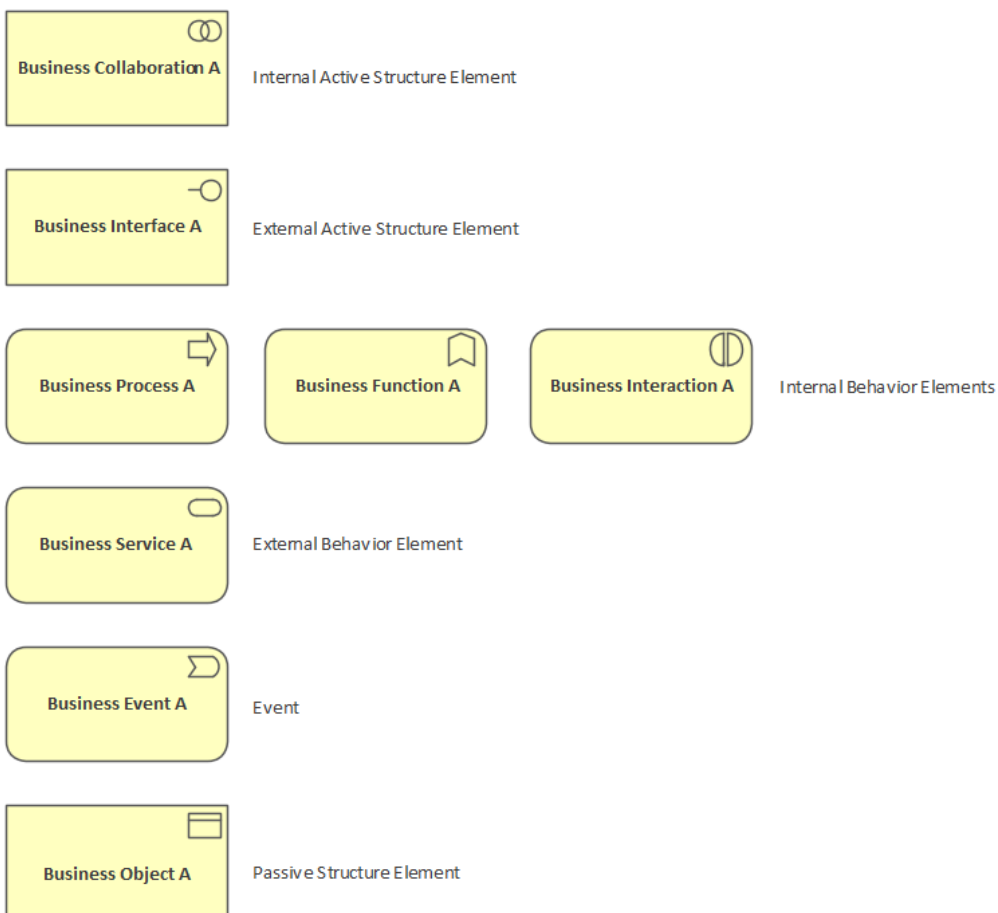 Business Collaboration A
Internal Active Structure Element
Business Interface A
External Active Structure Element
Business Process A
Business Function A
Business Interaction A
Internal Behavior Elements
Business Service A
External Behavior Element
Business Event A
Event
Business Object A
Passive Structure Element